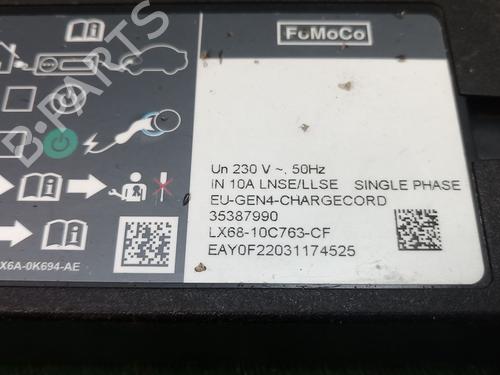 FoMoCo
B-PARTS
Un 230 V ~, 50Hz
IN 10A LNSE/LLSE SINGLE PHASE
EU-GEN4-CHARGECORD
35387990
LX68-10C763-CF
EAY0F22031174525
X6A-0K694-AE